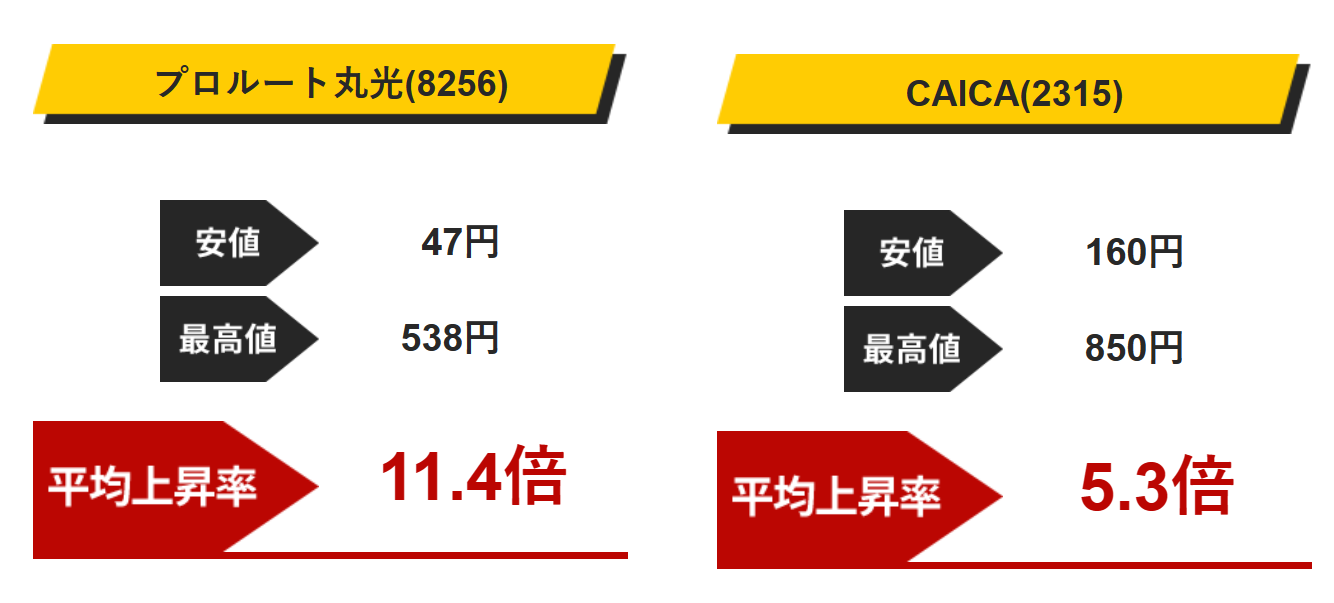 プロルート丸光(8256)
安値 47円
最高値 538円
平均上昇率 11.4倍
CAICA(2315)
安値 160円
最高値 850円
平均上昇率 5.3倍